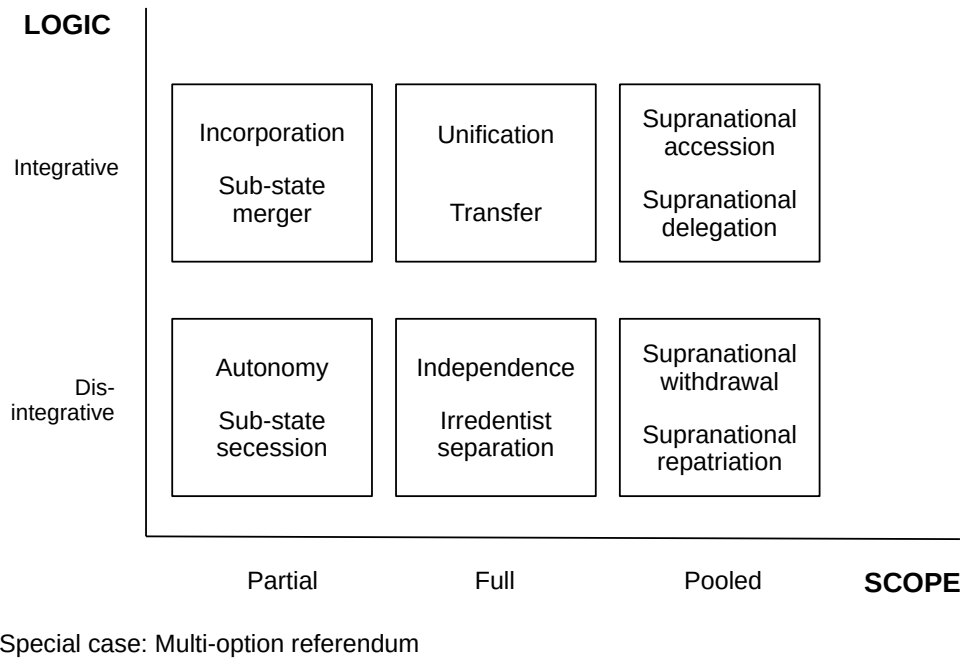 LOGIC
Integrative
Incorporation
Sub-state
merger
Unification
Transfer
Supranational
accession
Supranational
delegation
Dis-
integrative
Autonomy
Sub-state
secession
Independence
Irredentist
separation
Supranational
withdrawal
Supranational
repatriation
Partial
Full
Pooled
SCOPE
Special case: Multi-option referendum